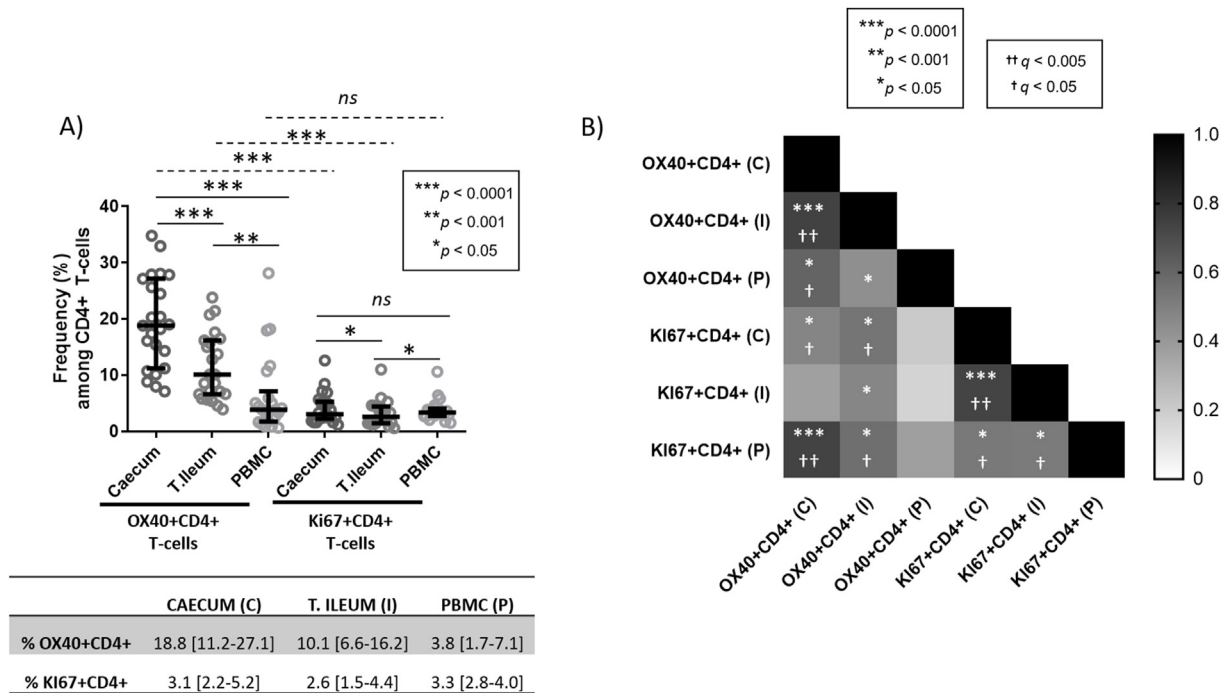 A)
ns
***
***
***
***
**
***p < 0.0001
**p < 0.001
*p < 0.05
ns
*
*
Frequency (%)
among CD4+ T-cells
40
30
20
10
0
Caecum
T.Ileum
PBMC
Caecum
T.Ileum
PBMC
OX40+CD4+
T-cells
Ki67+CD4+
T-cells
CAECUM (C) T. ILEUM (I) PBMC (P)
% OX40+CD4+ 18.8 [11.2-27.1] 10.1 [6.6-16.2] 3.8 [1.7-7.1]
% KI67+CD4+ 3.1 [2.2-5.2] 2.6 [1.5-4.4] 3.3 [2.8-4.0]
B)
***p < 0.0001
**p < 0.001
*p < 0.05
†† q < 0.005
† q < 0.05
OX40+CD4+ (C)
OX40+CD4+ (I)
***
††
OX40+CD4+ (P)
* *
†
KI67+CD4+ (C)
* *
† †
KI67+CD4+ (I)
* ***
††
KI67+CD4+ (P)
*** * * *
†† † † †
OX40+CD4+ (C)
OX40+CD4+ (I)
OX40+CD4+ (P)
KI67+CD4+ (C)
KI67+CD4+ (I)
KI67+CD4+ (P)
1.0
0.8
0.6
0.4
0.2
0